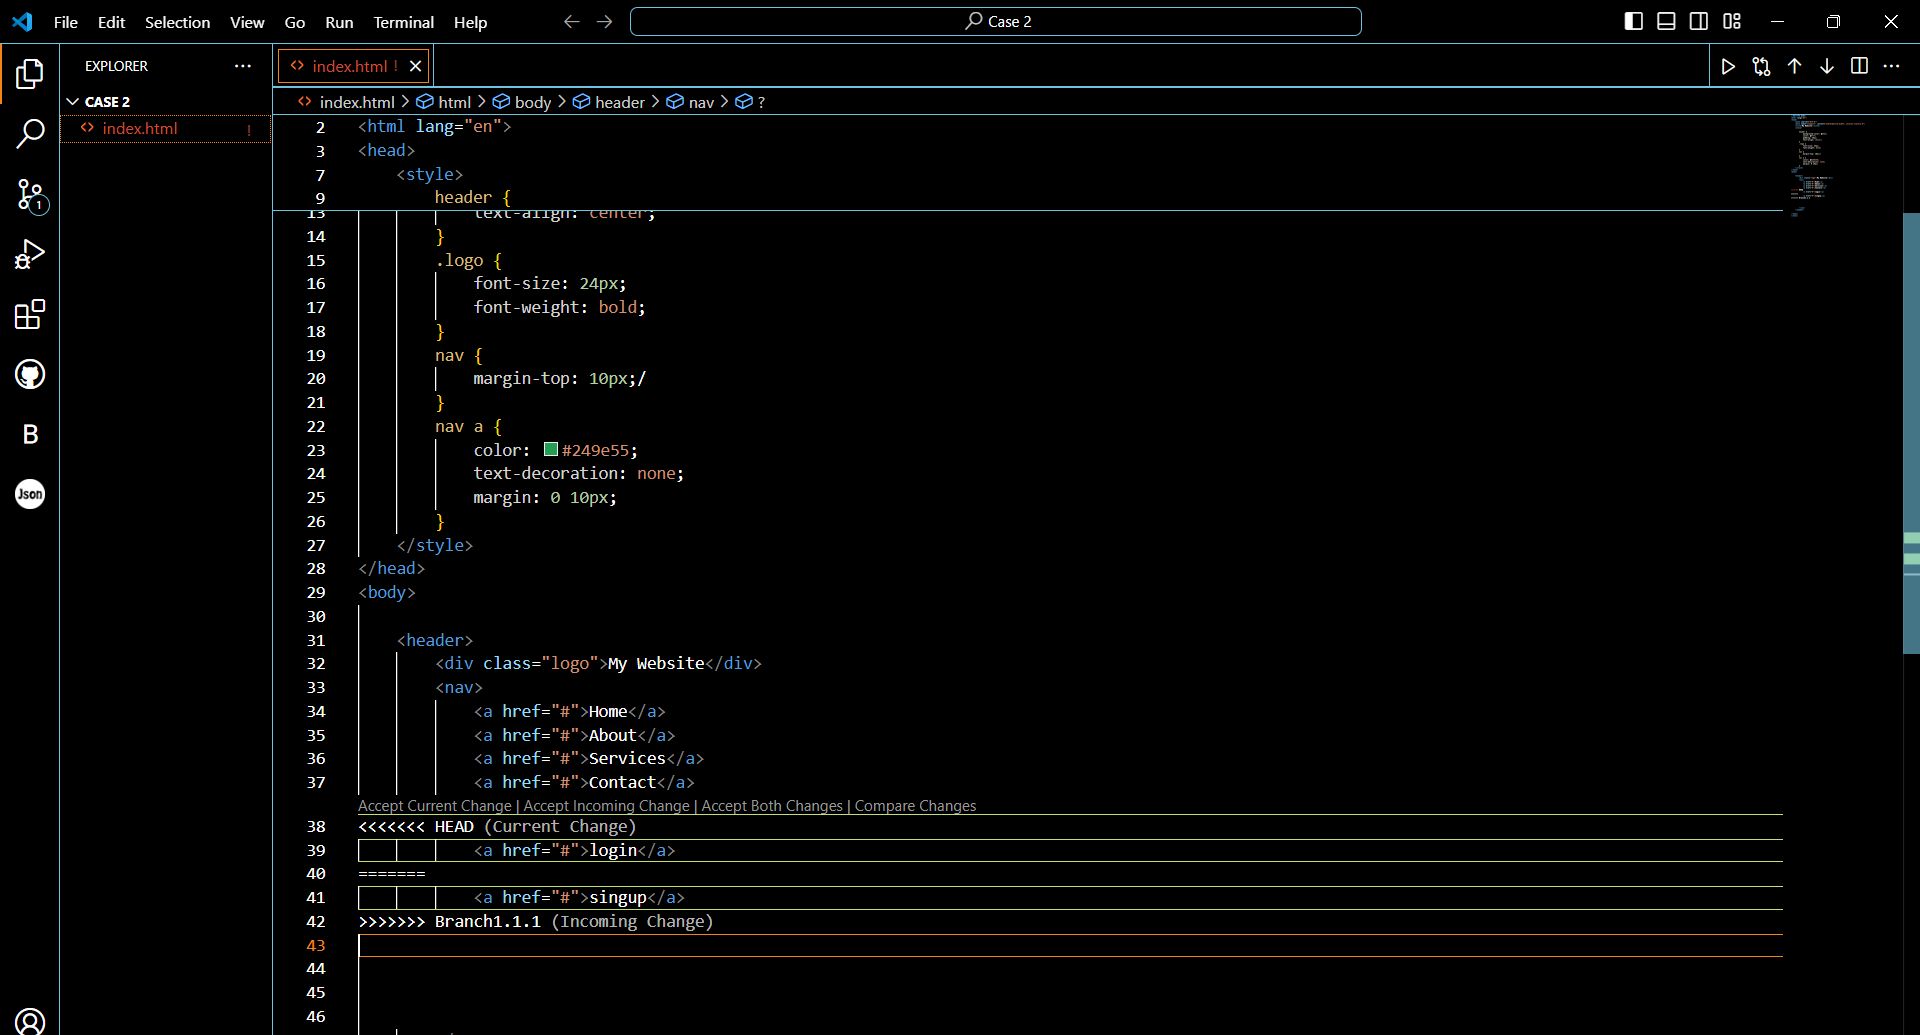 File Edit Selection View Go Run Terminal Help
Case 2
EXPLORER
CASE 2
index.html !
1
B
Json
index.html !
index.html > html > body > header > nav > ?
2 <html lang="en">
3 <head>
7 <style>
9 header {
13 text-align: center;
14 }
15 .logo {
16 font-size: 24px;
17 font-weight: bold;
18 }
19 nav {
20 margin-top: 10px;/
21 }
22 nav a {
23 color: #249e55;
24 text-decoration: none;
25 margin: 0 10px;
26 }
27 </style>
28 </head>
29 <body>
30
31 <header>
32 <div class="logo">My Website</div>
33 <nav>
34 <a href="#">Home</a>
35 <a href="#">About</a>
36 <a href="#">Services</a>
37 <a href="#">Contact</a>
Accept Current Change | Accept Incoming Change | Accept Both Changes | Compare Changes
38 <<<<<<< HEAD (Current Change)
39 <a href="#">login</a>
40 =======
41 <a href="#">singup</a>
42 >>>>>>> Branch1.1.1 (Incoming Change)
43
44
45
46